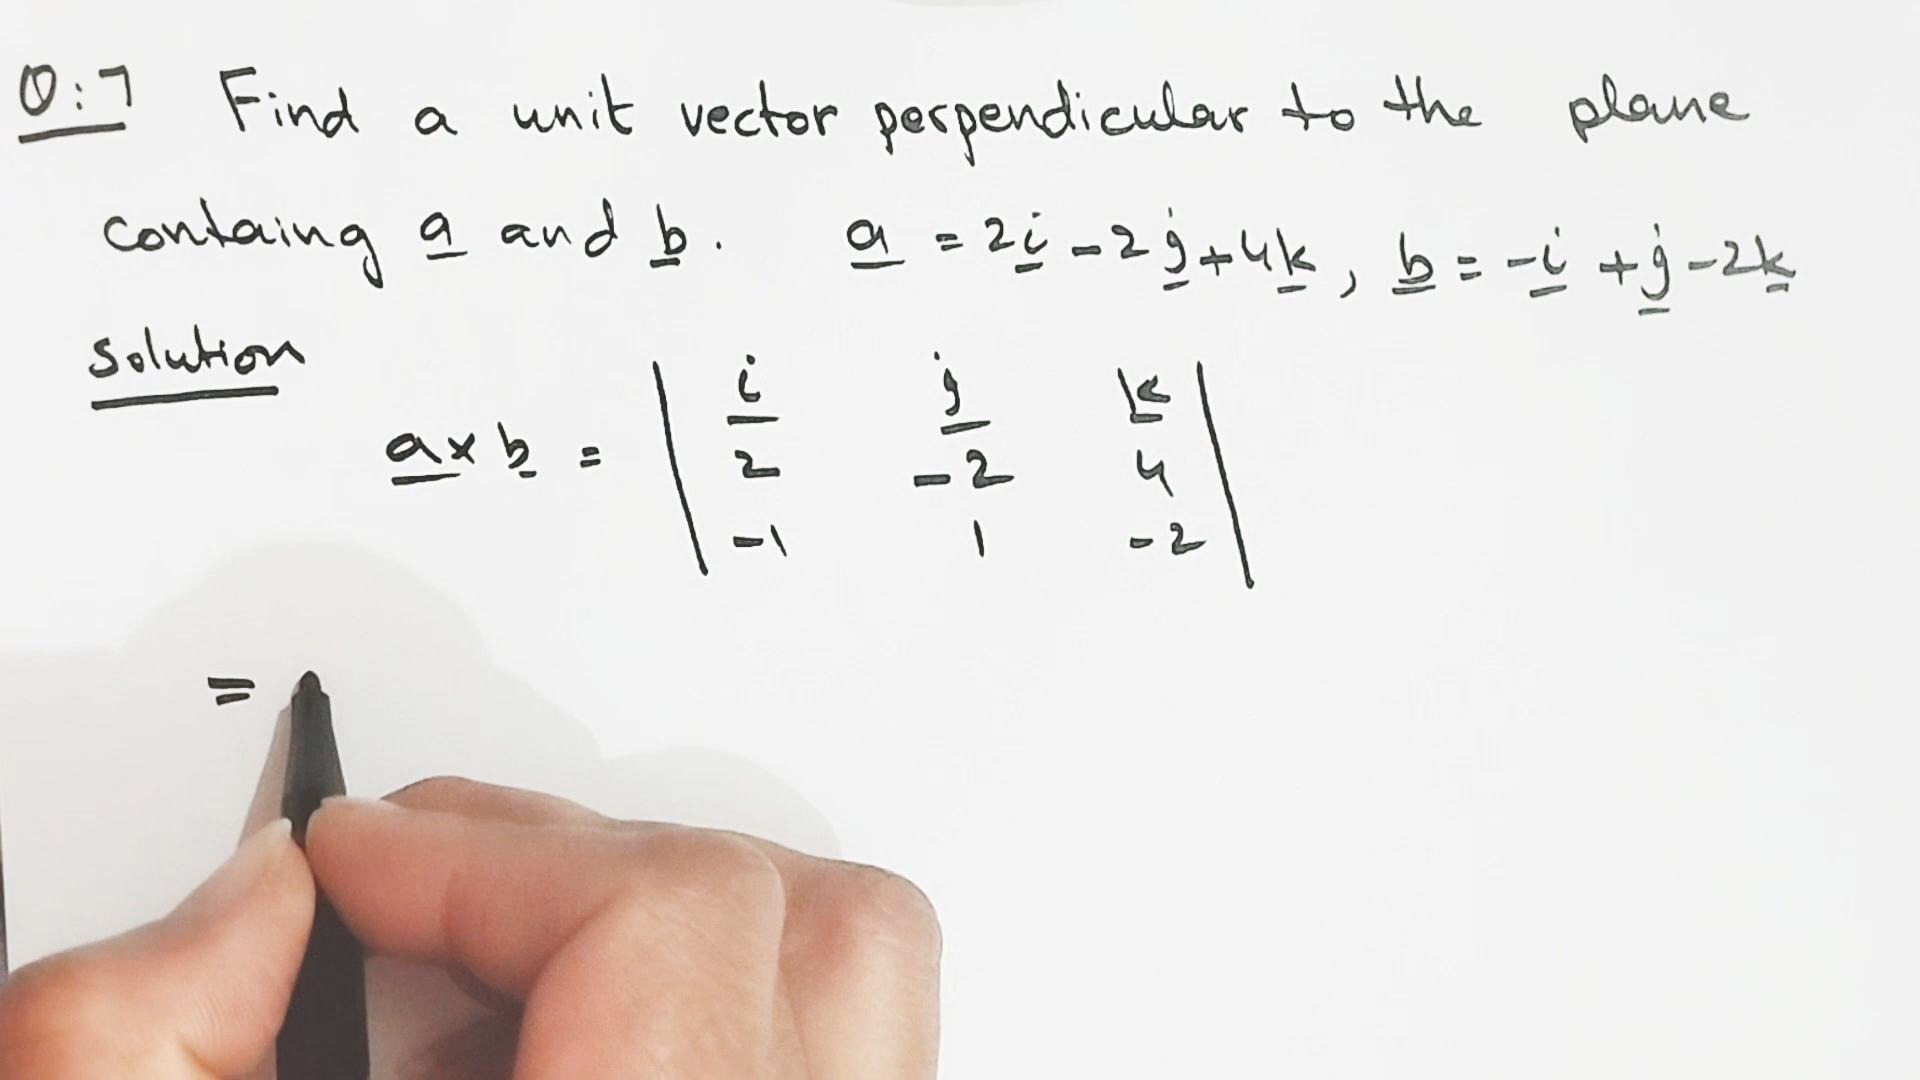 Q:7 Find a unit vector perpendicular to the plane
containg a and b. a = 2i - 2j + 4k, b = -i + j - 2k
Solution
a × b = | i j k |
2 -2 4
-1 1 -2
=